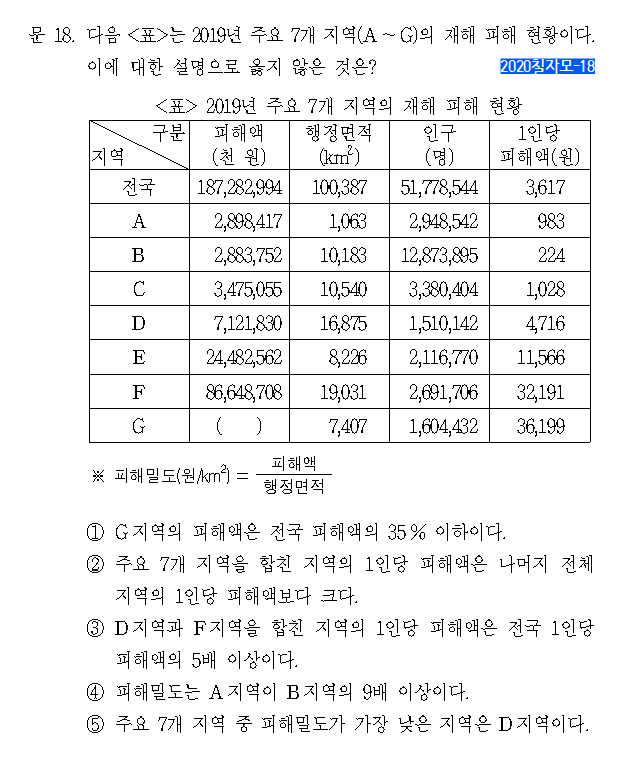 문 18. 다음 <표>는 2019년 주요 7개 지역(A ~ G)의 재해 피해 현황이다.
이에 대한 설명으로 옳지 않은 것은?
2020칠자모-18
<표> 2019년 주요 7개 지역의 재해 피해 현황
구분 지역 피해액 (천 원) 행정면적 (km²) 인구 (명) 1인당 피해액(원)
전국 187,282,994 100,387 51,778,544 3,617
A 2,898,417 1,063 2,948,542 983
B 2,883,752 10,183 12,873,895 224
C 3,475,055 10,540 3,380,404 1,028
D 7,121,830 16,875 1,510,142 4,716
E 24,482,562 8,226 2,116,770 11,566
F 86,648,708 19,031 2,691,706 32,191
G ( ) 7,407 1,604,432 36,199
※ 피해밀도(원/km²) = 피해액 / 행정면적
① G지역의 피해액은 전국 피해액의 35% 이하이다.
② 주요 7개 지역을 합친 지역의 1인당 피해액은 나머지 전체
지역의 1인당 피해액보다 크다.
③ D지역과 F지역을 합친 지역의 1인당 피해액은 전국 1인당
피해액의 5배 이상이다.
④ 피해밀도는 A지역이 B지역의 9배 이상이다.
⑤ 주요 7개 지역 중 피해밀도가 가장 낮은 지역은 D지역이다.